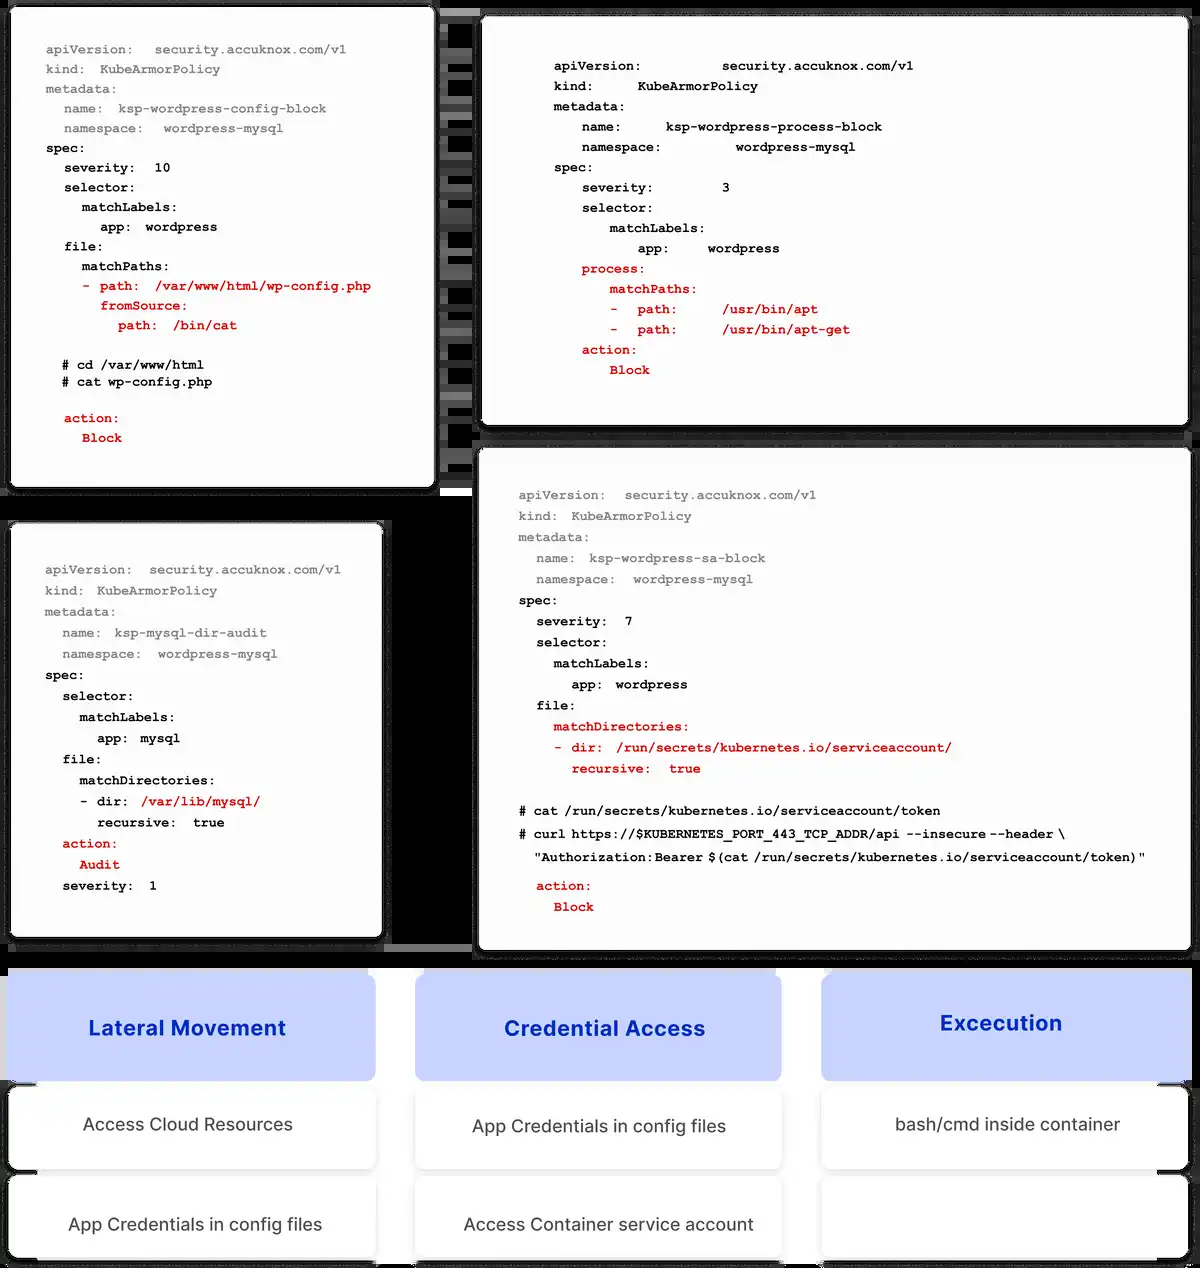 apiVersion: security.accuknox.com/v1
kind: KubeArmorPolicy
metadata:
name: ksp-wordpress-config-block
namespace: wordpress-mysql
spec:
severity: 10
selector:
matchLabels:
app: wordpress
file:
matchPaths:
- path: /var/www/html/wp-config.php
fromSource:
path: /bin/cat
# cd /var/www/html
# cat wp-config.php
action:
Block
apiVersion: security.accuknox.com/v1
kind: KubeArmorPolicy
metadata:
name: ksp-wordpress-process-block
namespace: wordpress-mysql
spec:
severity: 3
selector:
matchLabels:
app: wordpress
process:
matchPaths:
- path: /usr/bin/apt
- path: /usr/bin/apt-get
action:
Block
apiVersion: security.accuknox.com/v1
kind: KubeArmorPolicy
metadata:
name: ksp-mysql-dir-audit
namespace: wordpress-mysql
spec:
selector:
matchLabels:
app: mysql
file:
matchDirectories:
- dir: /var/lib/mysql/
recursive: true
action:
Audit
severity: 1
apiVersion: security.accuknox.com/v1
kind: KubeArmorPolicy
metadata:
name: ksp-wordpress-sa-block
namespace: wordpress-mysql
spec:
severity: 7
selector:
matchLabels:
app: wordpress
file:
matchDirectories:
- dir: /run/secrets/kubernetes.io/serviceaccount/
recursive: true
# cat /run/secrets/kubernetes.io/serviceaccount/token
# curl https://$KUBERNETES_PORT_443_TCP_ADDR/api --insecure --header \
"Authorization: Bearer $(cat /run/secrets/kubernetes.io/serviceaccount/token)"
action:
Block
Lateral Movement
Credential Access
Excecution
Access Cloud Resources
App Credentials in config files
bash/cmd inside container
App Credentials in config files
Access Container service account